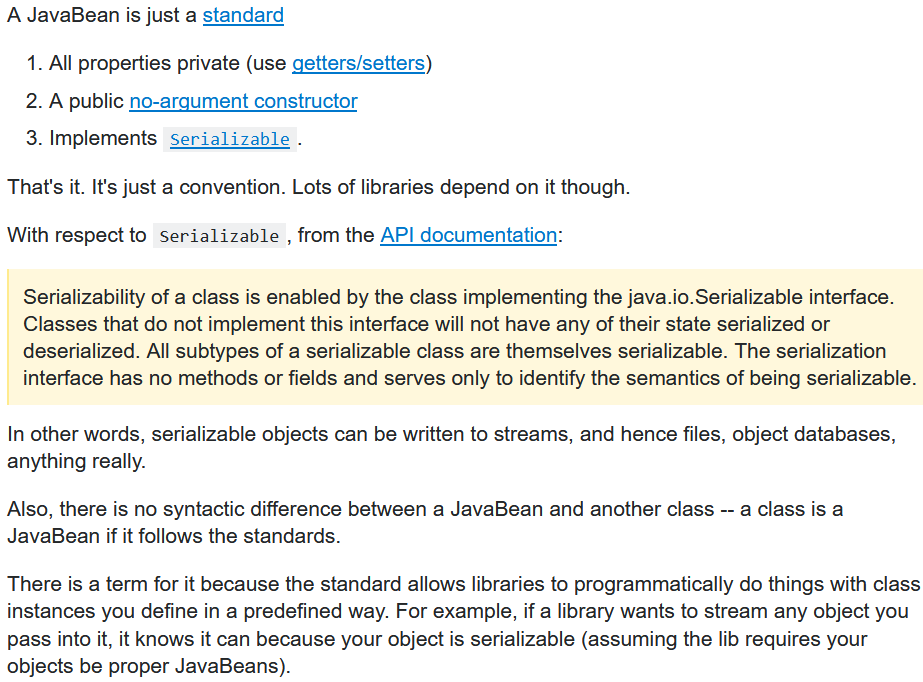 A JavaBean is just a standard
1. All properties private (use getters/setters)
2. A public no-argument constructor
3. Implements Serializable.
That's it. It's just a convention. Lots of libraries depend on it though.
With respect to Serializable, from the API documentation:
Serializability of a class is enabled by the class implementing the java.io.Serializable interface.
Classes that do not implement this interface will not have any of their state serialized or
deserialized. All subtypes of a serializable class are themselves serializable. The serialization
interface has no methods or fields and serves only to identify the semantics of being serializable.
In other words, serializable objects can be written to streams, and hence files, object databases,
anything really.
Also, there is no syntactic difference between a JavaBean and another class -- a class is a
JavaBean if it follows the standards.
There is a term for it because the standard allows libraries to programmatically do things with class
instances you define in a predefined way. For example, if a library wants to stream any object you
pass into it, it knows it can because your object is serializable (assuming the lib requires your
objects be proper JavaBeans).